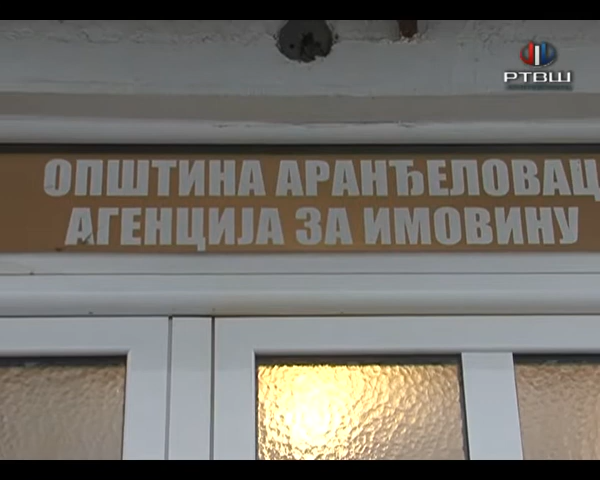 РТВШ
ОПШТИНА АРАНЂЕЛОВАЦ
АГЕНЦИЈА ЗА ИМОВИНУ